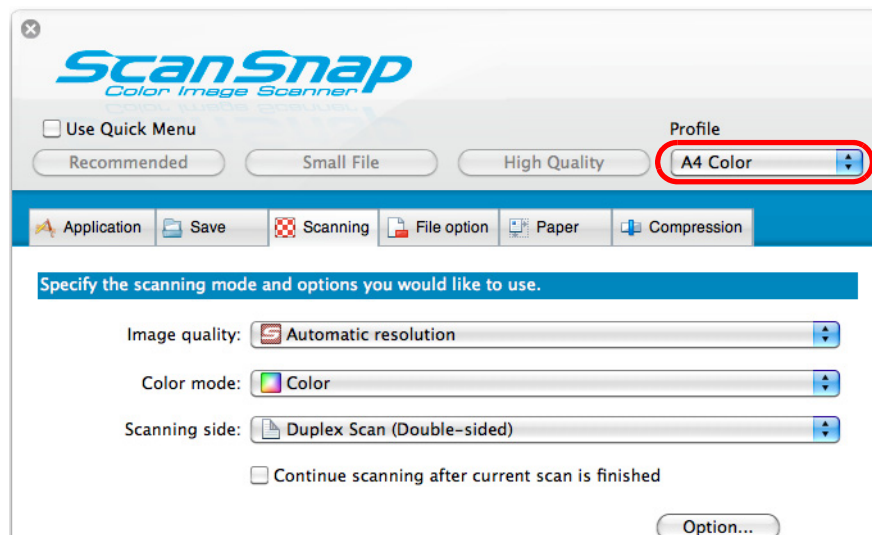 ScanSnap
Color Image Scanner
Use Quick Menu
Profile
Recommended Small File High Quality A4 Color
Application Save Scanning File option Paper Compression
Specify the scanning mode and options you would like to use.
Image quality: Automatic resolution
Color mode: Color
Scanning side: Duplex Scan (Double-sided)
Continue scanning after current scan is finished
Option...